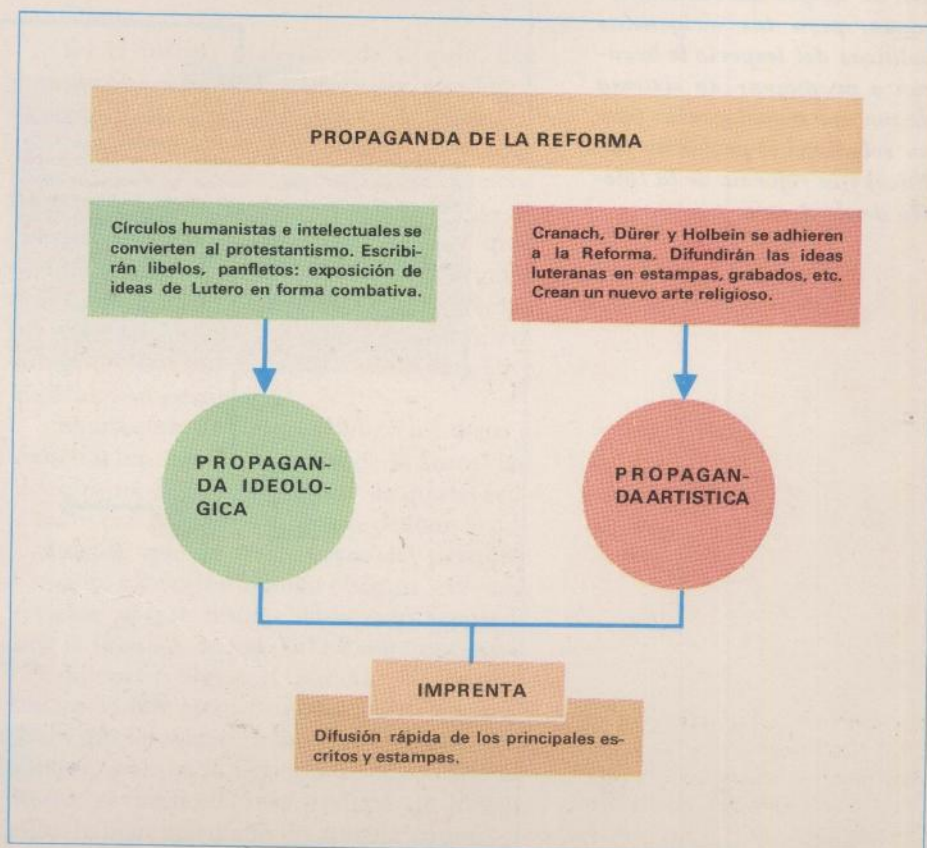 PROPAGANDA DE LA REFORMA
Círculos humanistas e intelectuales se
convierten al protestantismo. Escribi-
rán libelos, panfletos: exposición de
ideas de Lutero en forma combativa.
Cranach, Dürer y Holbein se adhieren
a la Reforma. Difundirán las ideas
luteranas en estampas, grabados, etc.
Crean un nuevo arte religioso.
PROPAGAN-
DA IDEOLO-
GICA
PROPAGAN-
DA ARTISTICA
IMPRENTA
Difusión rápida de los principales es-
critos y estampas.